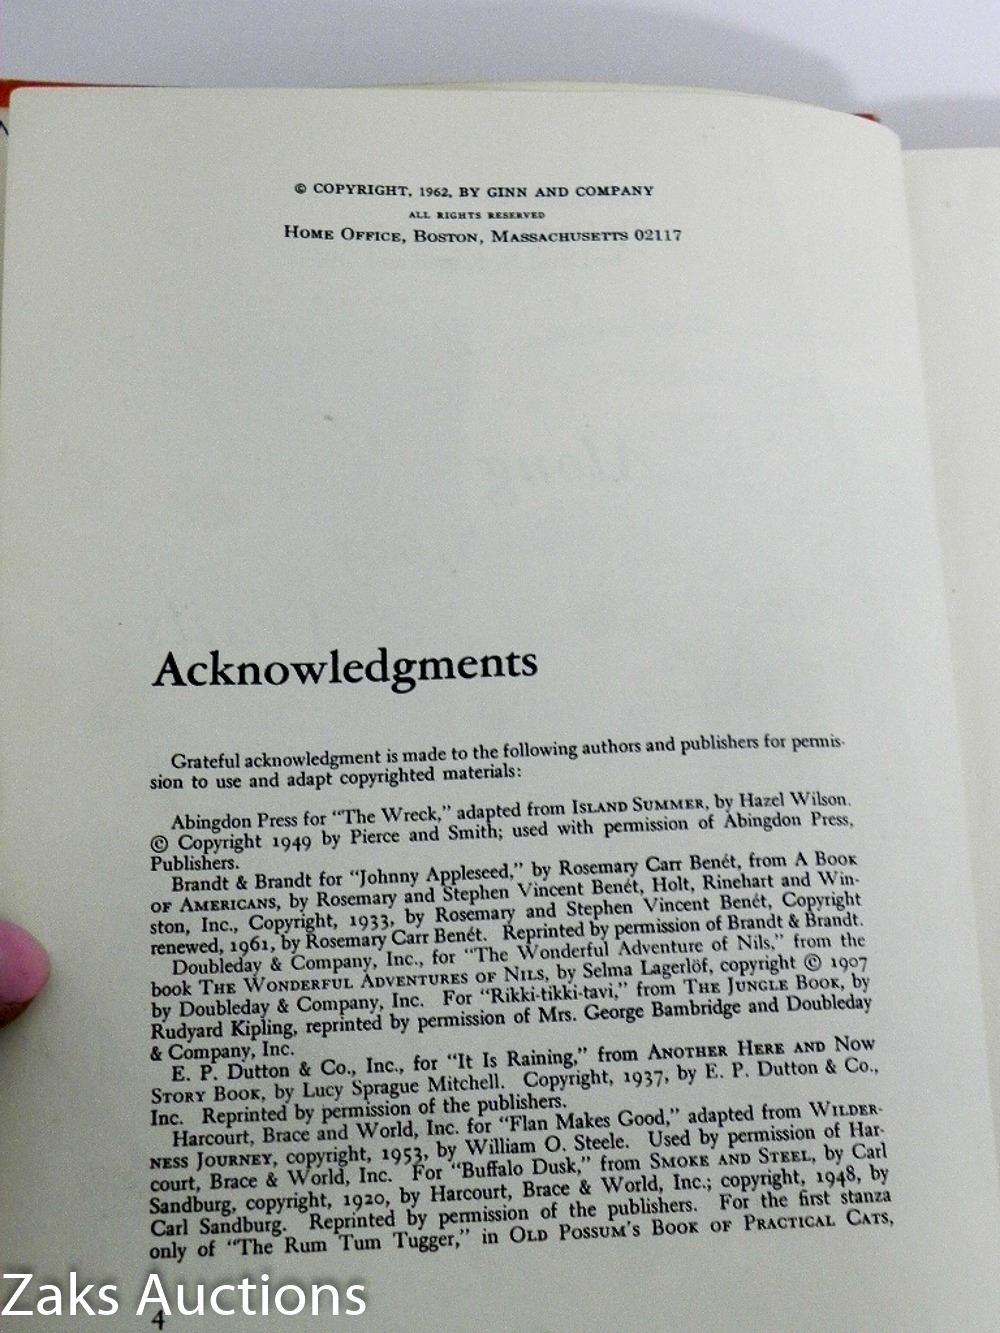 © COPYRIGHT, 1962, BY GINN AND COMPANY
ALL RIGHTS RESERVED
HOME OFFICE, BOSTON, MASSACHUSETTS 02117
Along
Acknowledgments
Grateful acknowledgment is made to the following authors and publishers for permis-
sion to use and adapt copyrighted materials:
Abingdon Press for "The Wreck," adapted from ISLAND SUMMER, by Hazel Wilson.
© Copyright 1949 by Pierce and Smith; used with permission of Abingdon Press,
Publishers.
Brandt & Brandt for "Johnny Appleseed," by Rosemary Carr Benét, from A BOOK
OF AMERICANS, by Rosemary and Stephen Vincent Benét, Holt, Rinehart and Win-
ston, Inc., Copyright, 1933, by Rosemary and Stephen Vincent Benét, Copyright
renewed, 1961, by Rosemary Carr Benét. Reprinted by permission of Brandt & Brandt.
Doubleday & Company, Inc., for "The Wonderful Adventure of Nils," from the
book THE WONDERFUL ADVENTURES OF NILS, by Selma Lagerlöf, copyright © 1907
by Doubleday & Company, Inc. For "Rikki-tikki-tavi," from THE JUNGLE BOOK, by
Rudyard Kipling, reprinted by permission of Mrs. George Bambridge and Doubleday
& Company, Inc.
E. P. Dutton & Co., Inc., for "It Is Raining," from ANOTHER HERE AND NOW
STORY BOOK, by Lucy Sprague Mitchell. Copyright, 1937, by E. P. Dutton & Co.,
Inc. Reprinted by permission of the publishers.
Harcourt, Brace and World, Inc. for "Flan Makes Good," adapted from WILDER-
NESS JOURNEY, copyright, 1953, by William O. Steele. Used by permission of Har-
court, Brace & World, Inc. For "Buffalo Dusk," from SMOKE AND STEEL, by Carl
Sandburg, copyright, 1920, by Harcourt, Brace & World, Inc.; copyright, 1948, by
Carl Sandburg. Reprinted by permission of the publishers. For the first stanza
only of "The Rum Tum Tugger," in OLD POSSUM'S BOOK OF PRACTICAL CATS,
4
Zaks Auctions